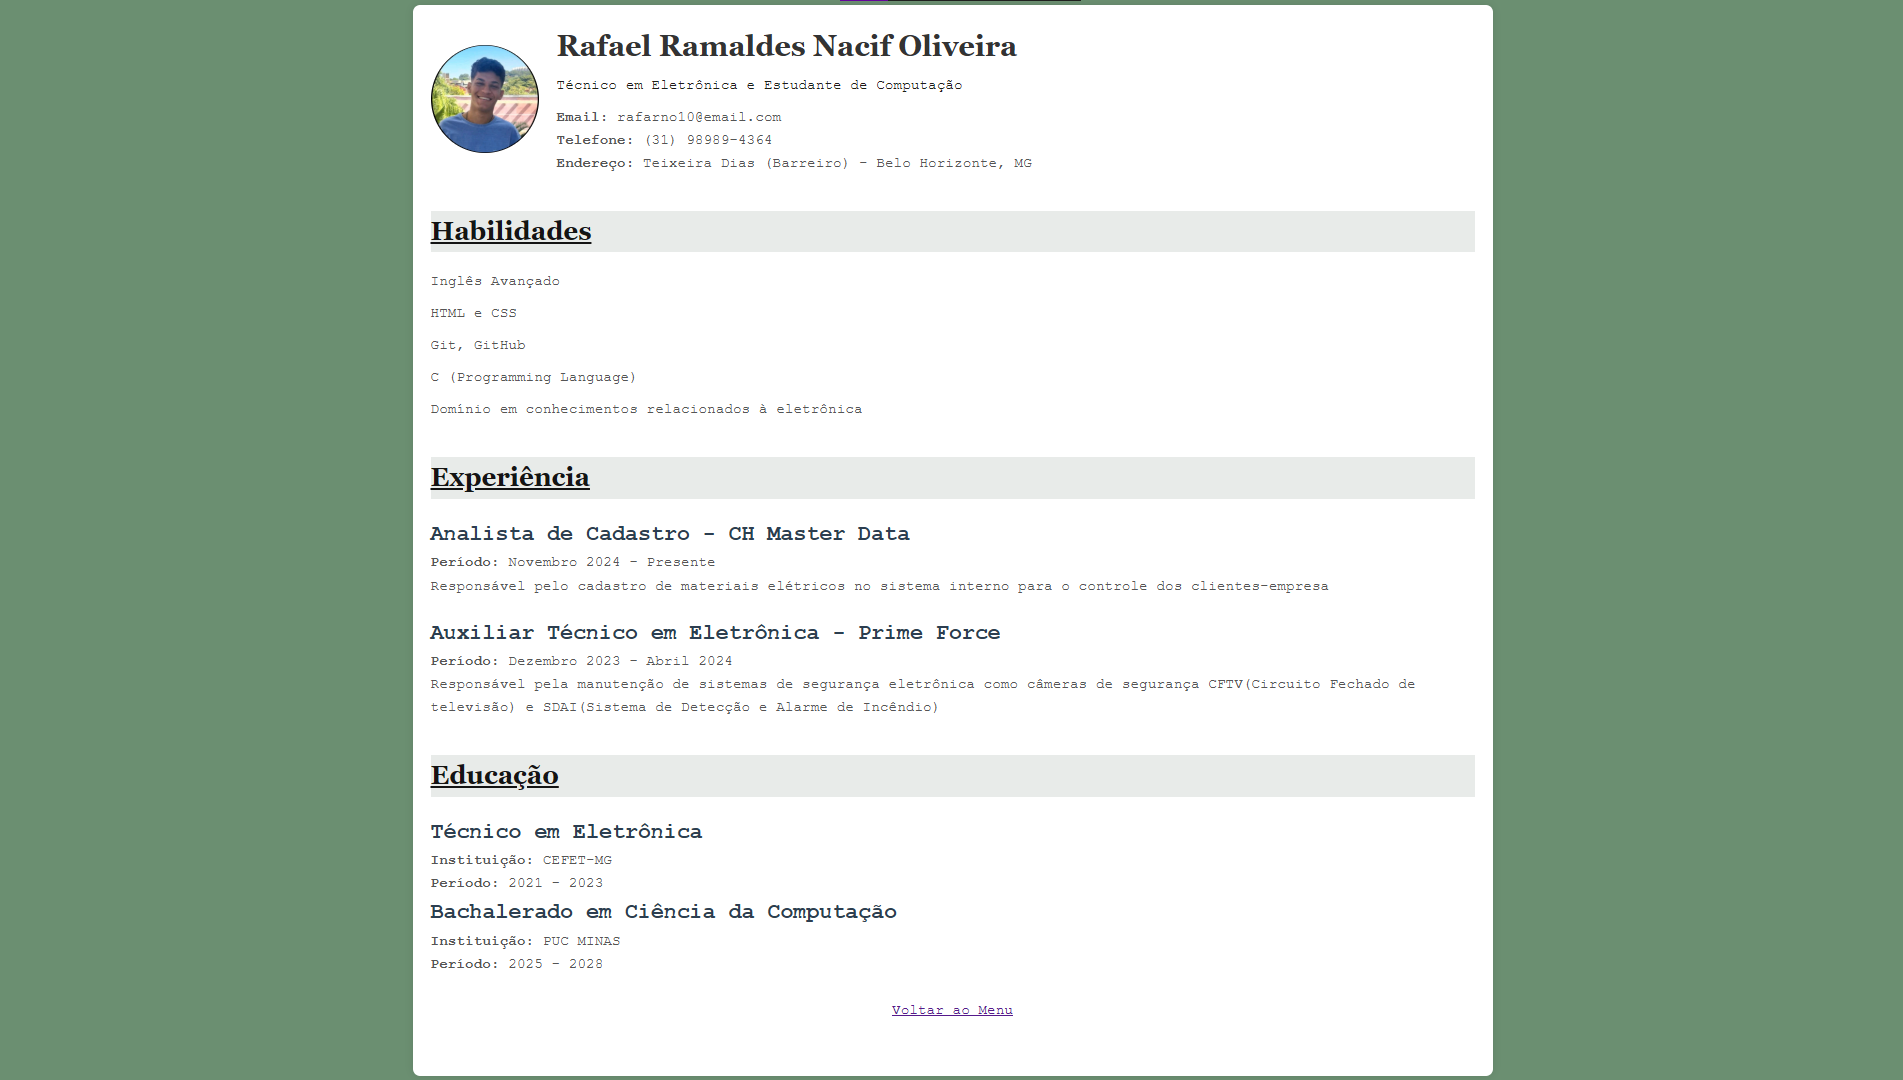 Rafael Ramaldes Nacif Oliveira
Técnico em Eletrônica e Estudante de Computação
Email: rafarno10@email.com
Telefone: (31) 98989-4364
Endereço: Teixeira Dias (Barreiro) - Belo Horizonte, MG
Habilidades
Inglês Avançado
HTML e CSS
Git, GitHub
C (Programming Language)
Domínio em conhecimentos relacionados à eletrônica
Experiência
Analista de Cadastro - CH Master Data
Período: Novembro 2024 - Presente
Responsável pelo cadastro de materiais elétricos no sistema interno para o controle dos clientes-empresa
Auxiliar Técnico em Eletrônica - Prime Force
Período: Dezembro 2023 - Abril 2024
Responsável pela manutenção de sistemas de segurança eletrônica como câmeras de segurança CFTV(Circuito Fechado de
televisão) e SDAI(Sistema de Detecção e Alarme de Incêndio)
Educação
Técnico em Eletrônica
Instituição: CEFET-MG
Período: 2021 - 2023
Bachalerado em Ciência da Computação
Instituição: PUC MINAS
Período: 2025 - 2028
Voltar ao Menu